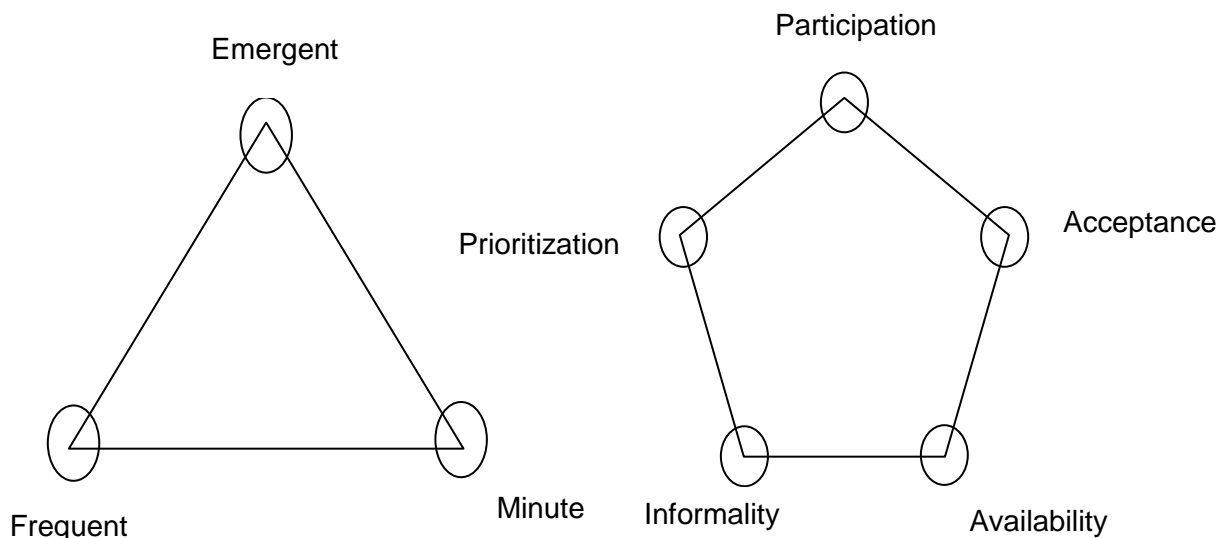 Emergent
Frequent
Minute
Participation
Prioritization
Acceptance
Informality
Availability